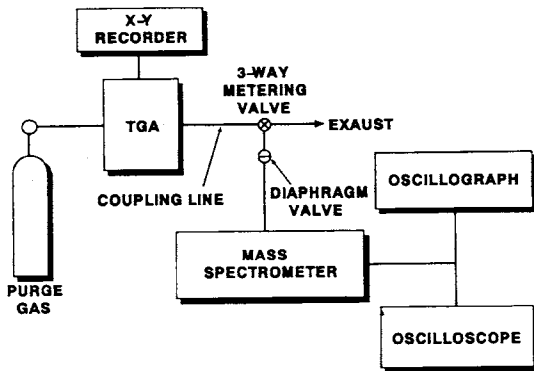 X-Y
RECORDER
3-WAY
METERING
VALVE
TGA
EXAUST
COUPLING LINE
DIAPHRAGM
VALVE
OSCILLOGRAPH
MASS
SPECTROMETER
PURGE
GAS
OSCILLOSCOPE